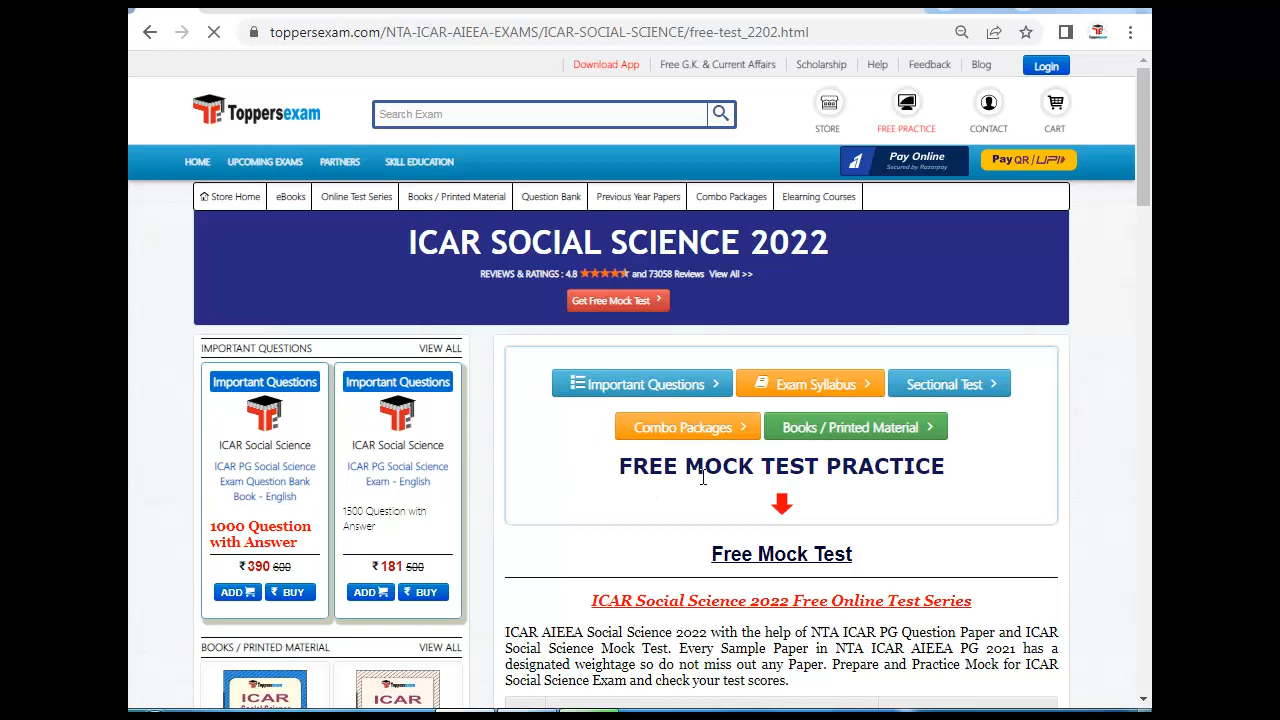 toppersexam.com/NTA-ICAR-AIEEA-EXAMS/ICAR-SOCIAL-SCIENCE/free-test_2202.html
Download App
Free G.K. & Current Affairs
Scholarship
Help
Feedback
Blog
Login
Toppersexam
Search Exam
STORE
FREE PRACTICE
CONTACT
CART
HOME
UPCOMING EXAMS
PARTNERS
SKILL EDUCATION
Pay Online
Secured by Razorpay
Pay QR / UPI
Store Home
eBooks
Online Test Series
Books / Printed Material
Question Bank
Previous Year Papers
Combo Packages
Elearning Courses
ICAR SOCIAL SCIENCE 2022
REVIEWS & RATINGS : 4.8 ★★★★★ and 73058 Reviews View All >>
Get Free Mock Test
IMPORTANT QUESTIONS
VIEW ALL
Important Questions
ICAR Social Science
ICAR PG Social Science
Exam Question Bank
Book - English
1000 Question
with Answer
₹ 390 600
ADD
₹ BUY
Important Questions
ICAR Social Science
ICAR PG Social Science
Exam - English
1500 Question with
Answer
₹ 181 500
ADD
₹ BUY
BOOKS / PRINTED MATERIAL
VIEW ALL
Toppersexam
ICAR
Toppersexam
ICAR
Important Questions
Exam Syllabus
Sectional Test
Combo Packages
Books / Printed Material
FREE MOCK TEST PRACTICE
Free Mock Test
ICAR Social Science 2022 Free Online Test Series
ICAR AIEEA Social Science 2022 with the help of NTA ICAR PG Question Paper and ICAR
Social Science Mock Test. Every Sample Paper in NTA ICAR AIEEA PG 2021 has a
designated weightage so do not miss out any Paper. Prepare and Practice Mock for ICAR
Social Science Exam and check your test scores.